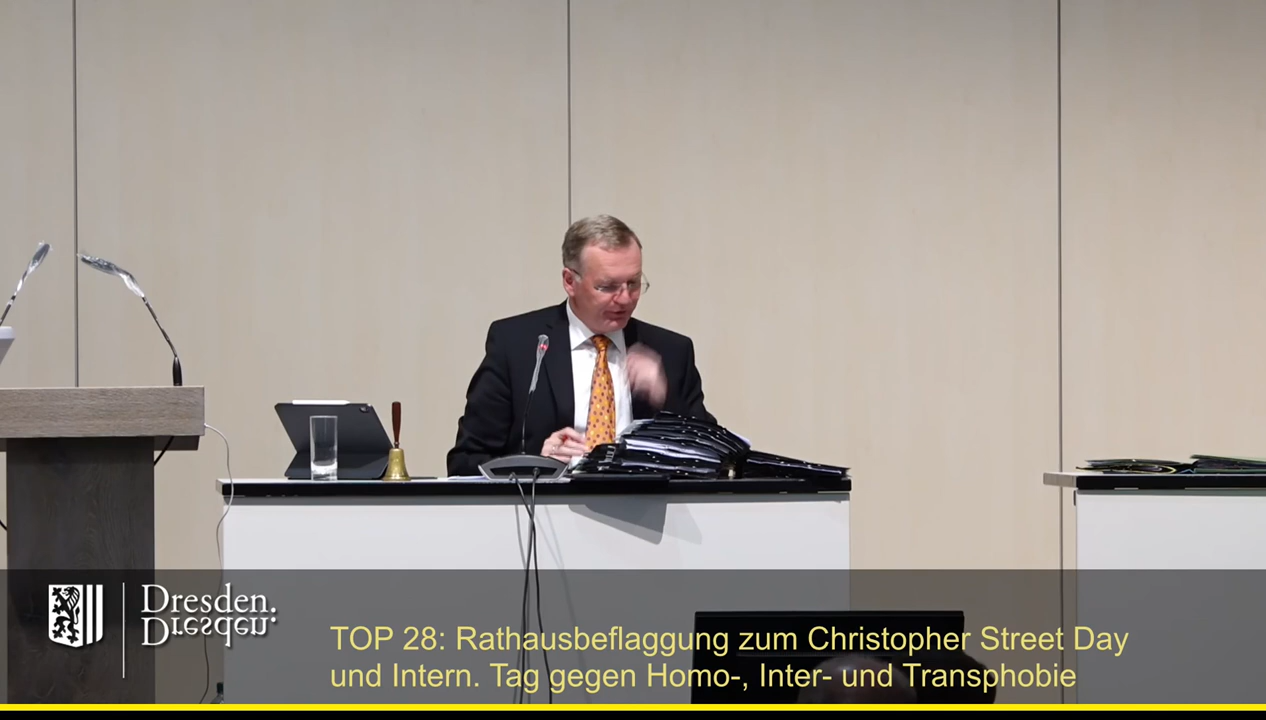 Dresden.
Dresden.
TOP 28: Rathausbeflaggung zum Christopher Street Day
und Intern. Tag gegen Homo-, Inter- und Transphobie